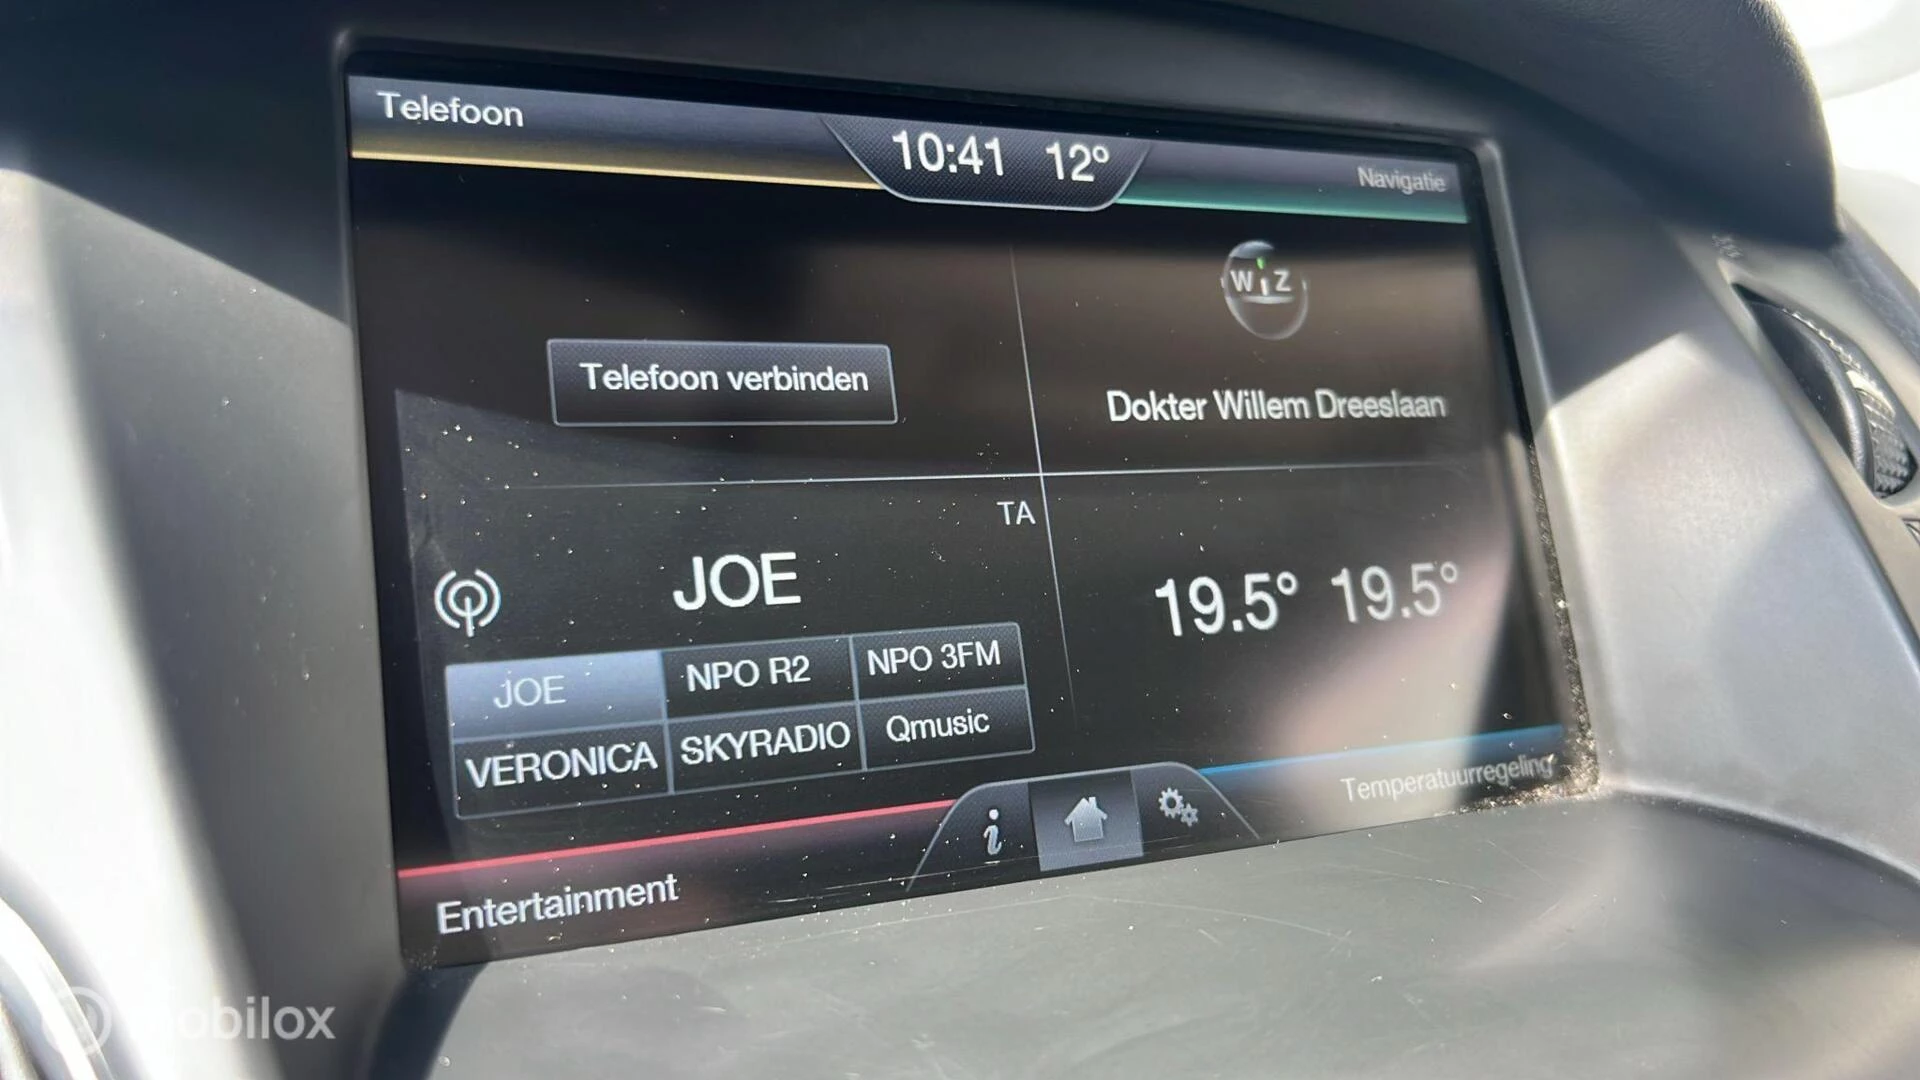 Telefoon
10:41 12°
Navigatie
WiZ
Telefoon verbinden
Dokter Willem Dreeslaan
TA
JOE
19.5° 19.5°
JOE NPO R2 NPO 3FM
VERONICA SKYRADIO Qmusic
i
Temperatuurregeling
Entertainment
mobilox